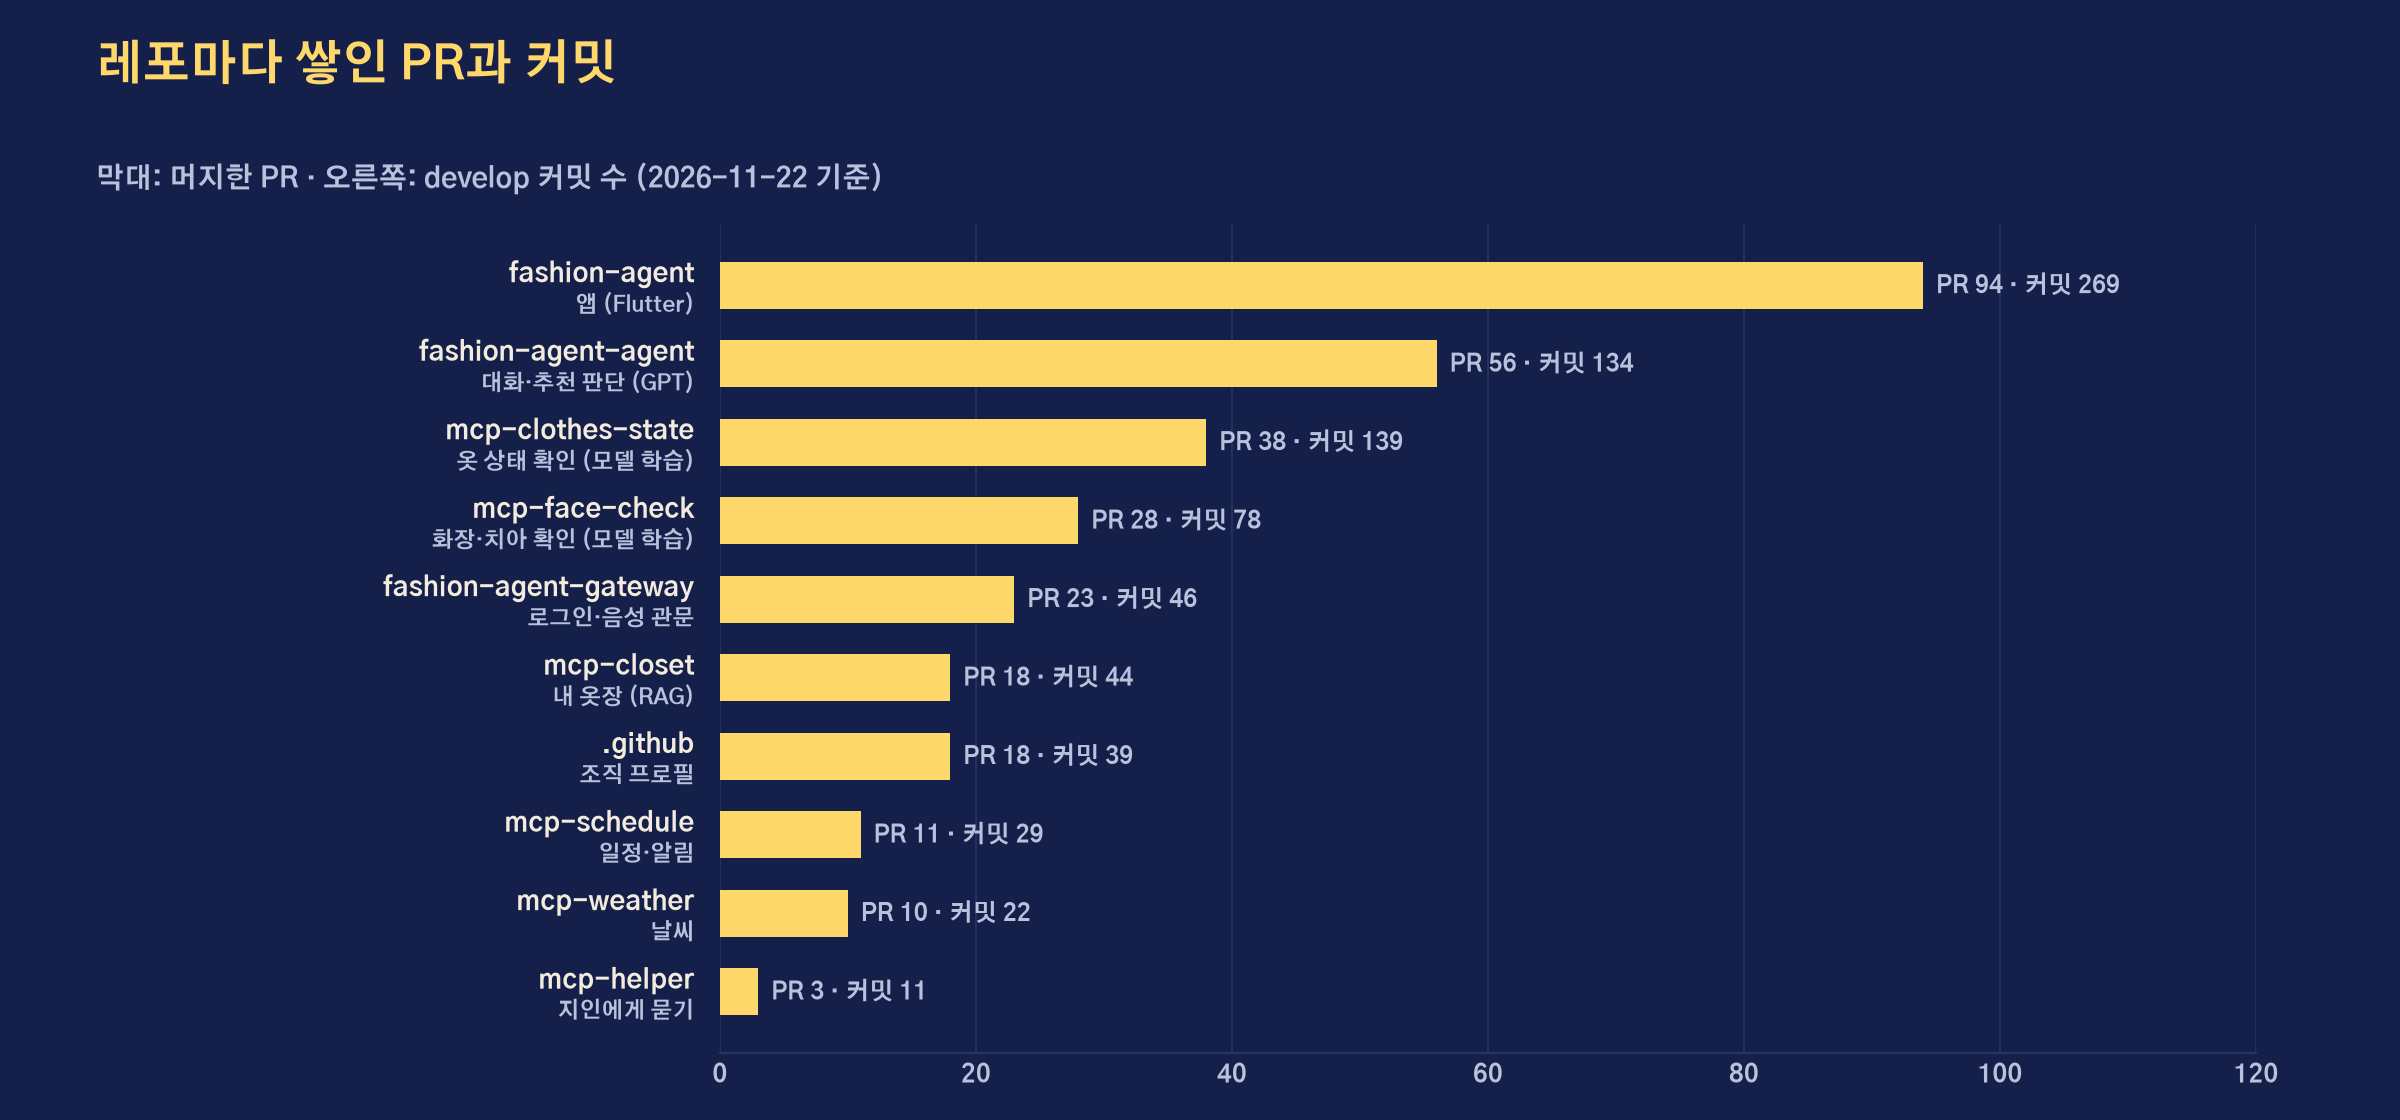 레포마다 쌓인 PR과 커밋
막대: 머지한 PR · 오른쪽: develop 커밋 수 (2026-11-22 기준)
fashion-agent
앱 (Flutter)
PR 94 · 커밋 269
fashion-agent-agent
대화·추천 판단 (GPT)
PR 56 · 커밋 134
mcp-clothes-state
옷 상태 확인 (모델 학습)
PR 38 · 커밋 139
mcp-face-check
화장·치아 확인 (모델 학습)
PR 28 · 커밋 78
fashion-agent-gateway
로그인·음성 관문
PR 23 · 커밋 46
mcp-closet
내 옷장 (RAG)
PR 18 · 커밋 44
.github
조직 프로필
PR 18 · 커밋 39
mcp-schedule
일정·알림
PR 11 · 커밋 29
mcp-weather
날씨
PR 10 · 커밋 22
mcp-helper
지인에게 묻기
PR 3 · 커밋 11
0 20 40 60 80 100 120